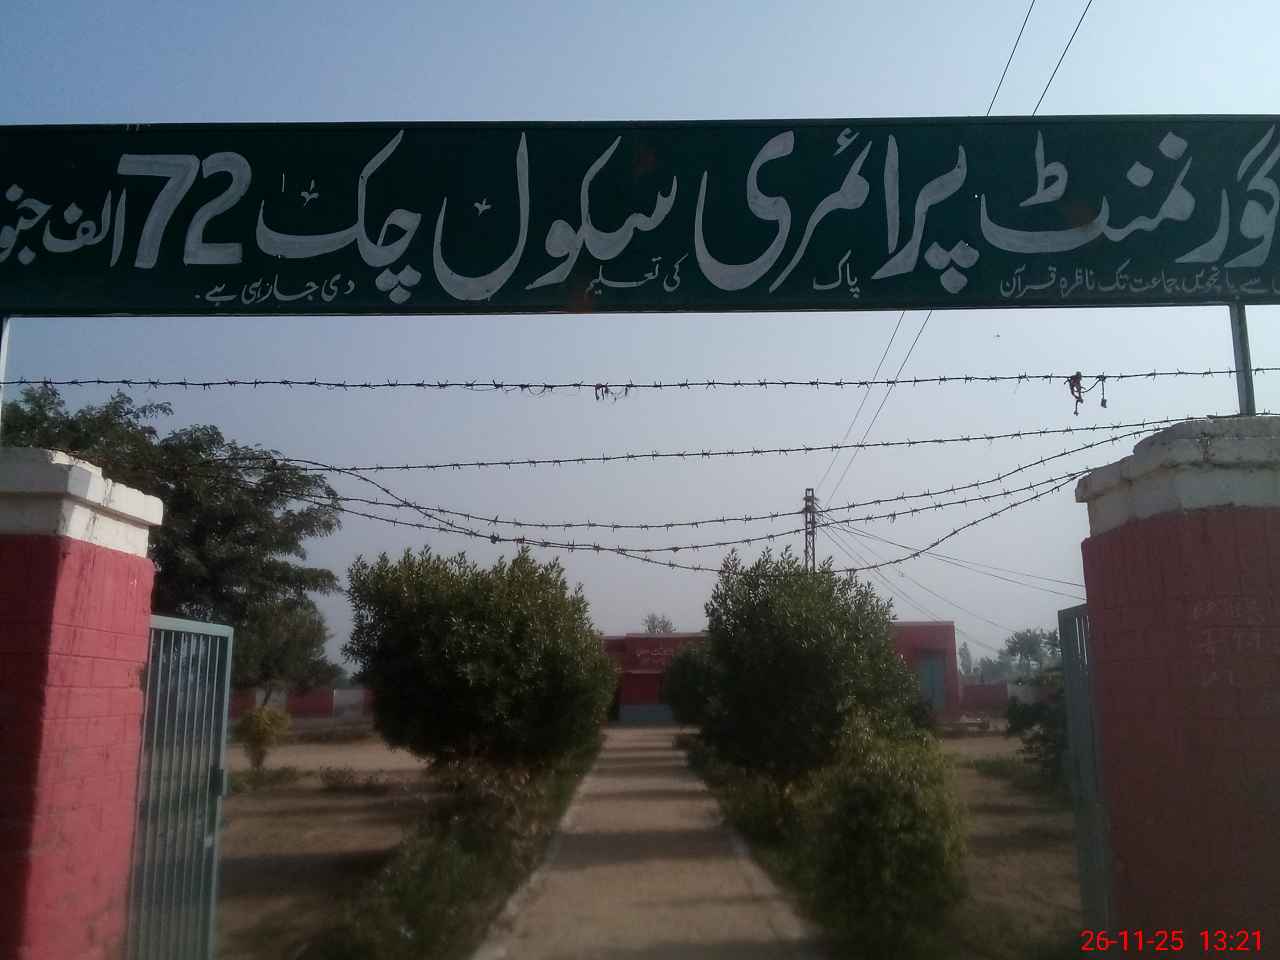 گورنمنٹ پرائمری سکول چک 72 الف جنو
سے پانچویں جماعت تک ناظرہ قرآن پاک کی تعلیم دی جا رہی ہے۔
26-11-25 13:21